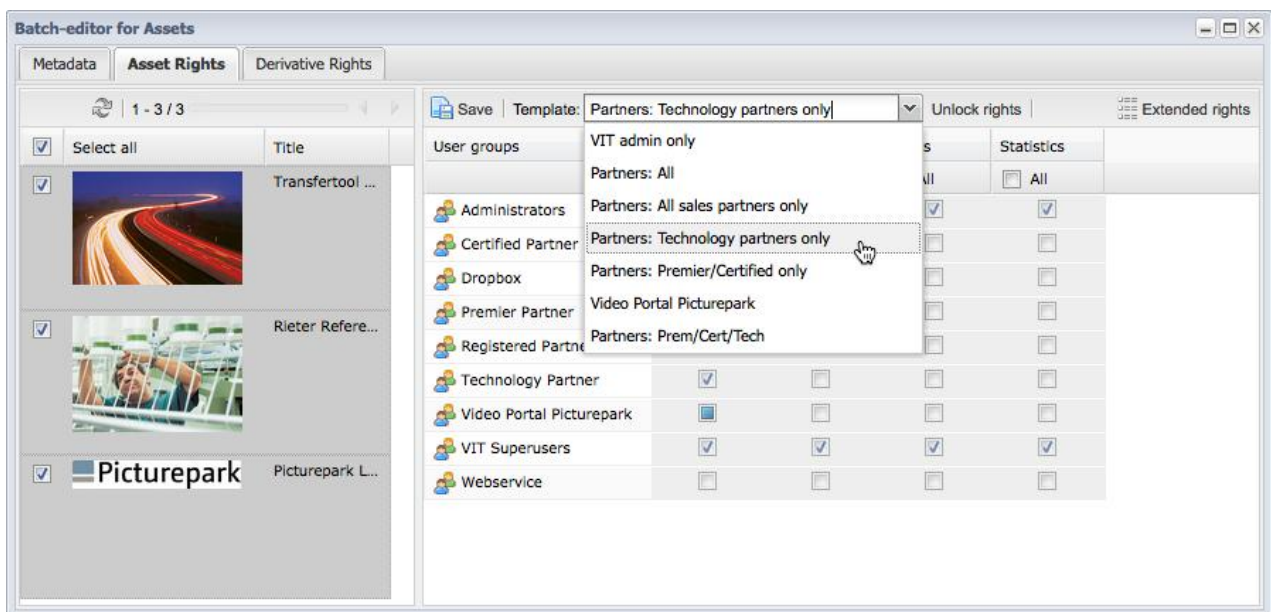 Batch-editor for Assets
Metadata Asset Rights Derivative Rights
1 - 3 / 3
Save Template: Partners: Technology partners only Unlock rights Extended rights
Select all Title
User groups s Statistics
All All
VIT admin only
Partners: All
Partners: All sales partners only
Partners: Technology partners only
Partners: Premier/Certified only
Video Portal Picturepark
Partners: Prem/Cert/Tech
Transfertool ...
Rieter Refere...
Picturepark
Picturepark L...
Administrators
Certified Partner
Dropbox
Premier Partner
Registered Partne
Technology Partner
Video Portal Picturepark
VIT Superusers
Webservice